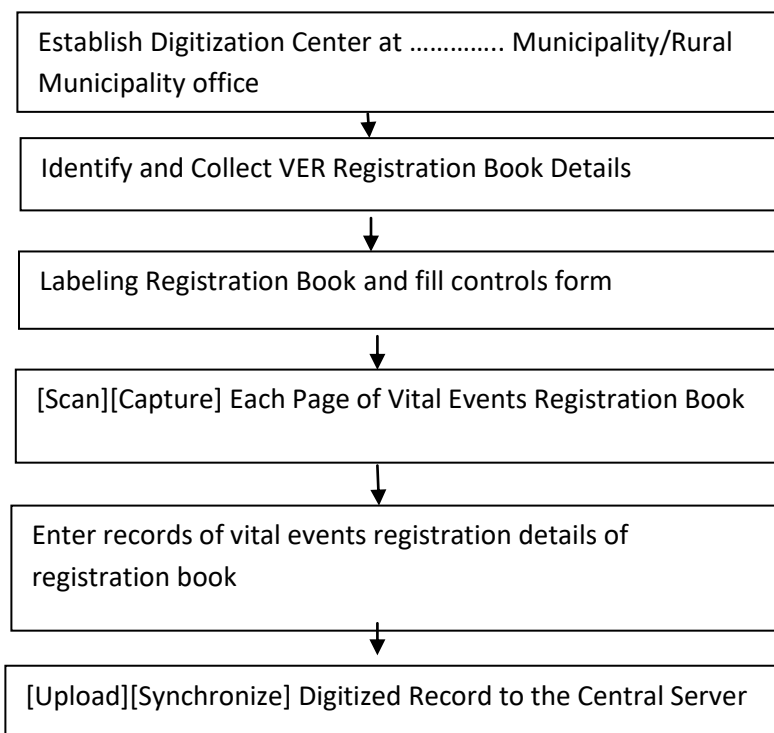 Establish Digitization Center at ………….. Municipality/Rural
Municipality office
Identify and Collect VER Registration Book Details
Labeling Registration Book and fill controls form
[Scan][Capture] Each Page of Vital Events Registration Book
Enter records of vital events registration details of
registration book
[Upload][Synchronize] Digitized Record to the Central Server